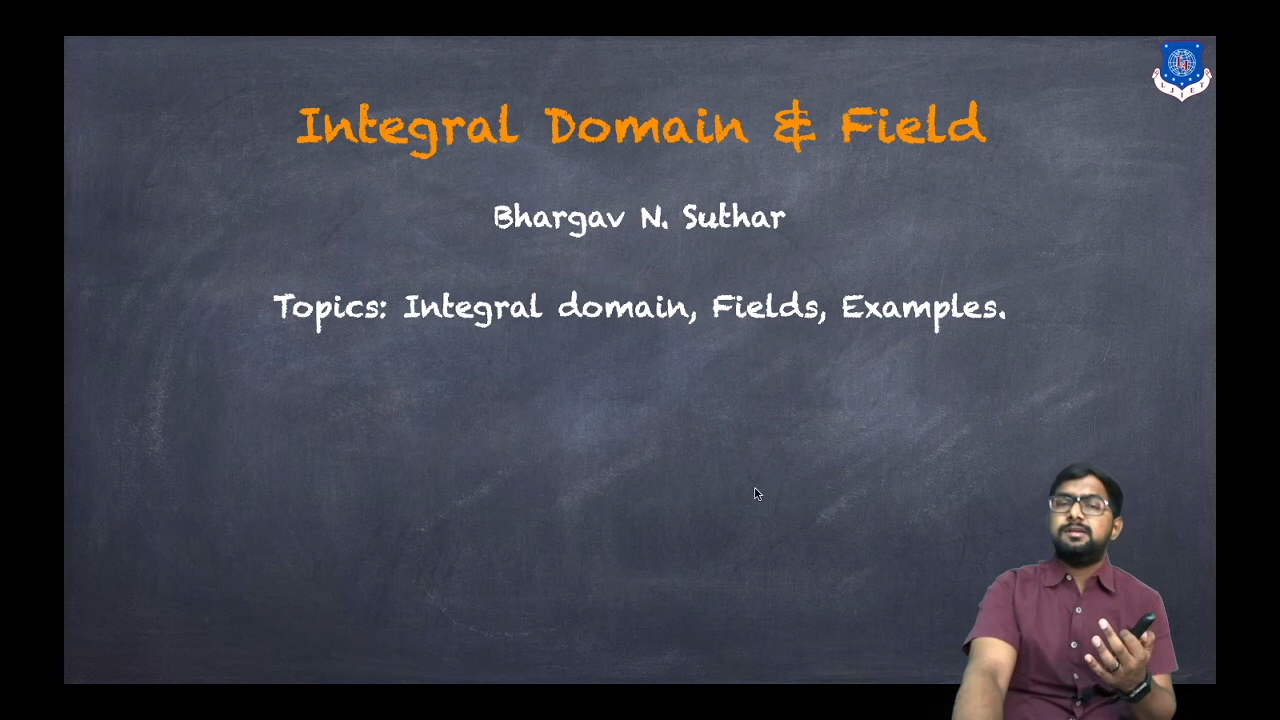 Integral Domain & Field
Bhargav N. Suthar
Topics: Integral domain, Fields, Examples.